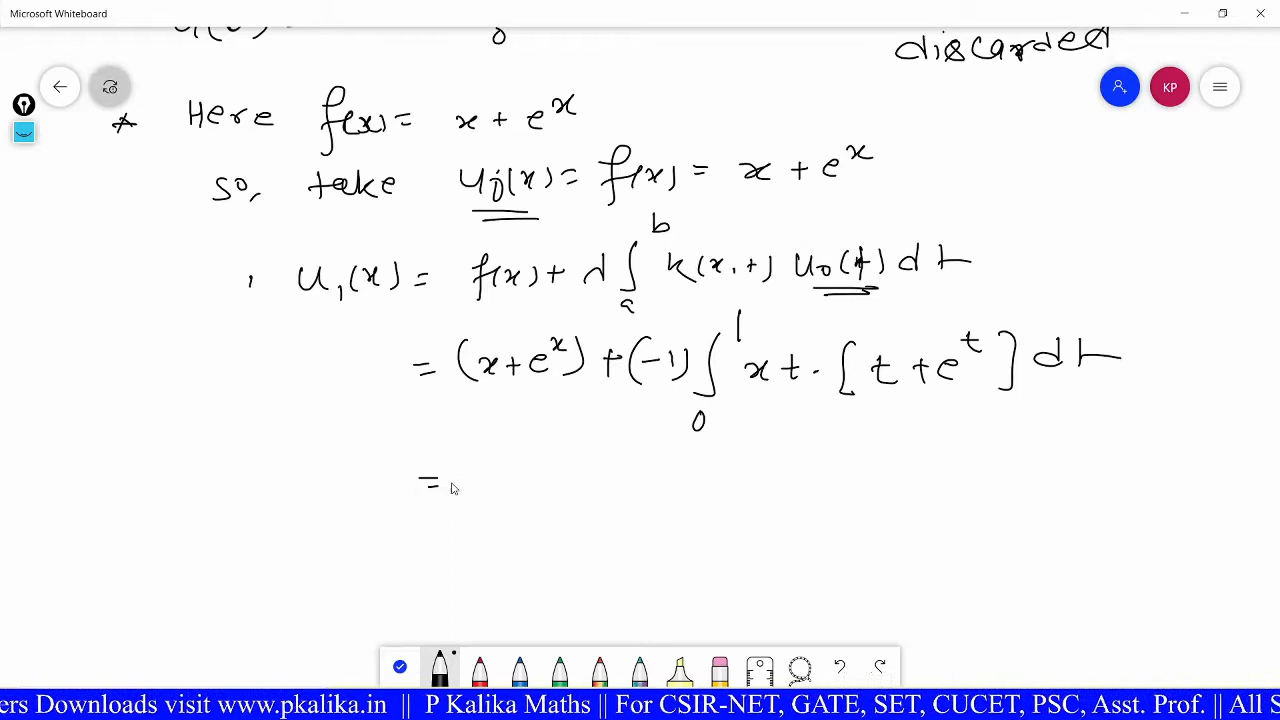 Microsoft Whiteboard
discarded
KP
* Here f(x) = x + e^x
So, take u₀(x) = f(x) = x + e^x
, u₁(x) = f(x) + λ ∫_a^b k(x,t) u₀(t) dt
= (x + e^x) + (-1) ∫_0^1 x t · [t + e^t] dt
=
ers Downloads visit www.pkalika.in || P Kalika Maths || For CSIR-NET, GATE, SET, CUCET, PSC, Asst. Prof. || All S